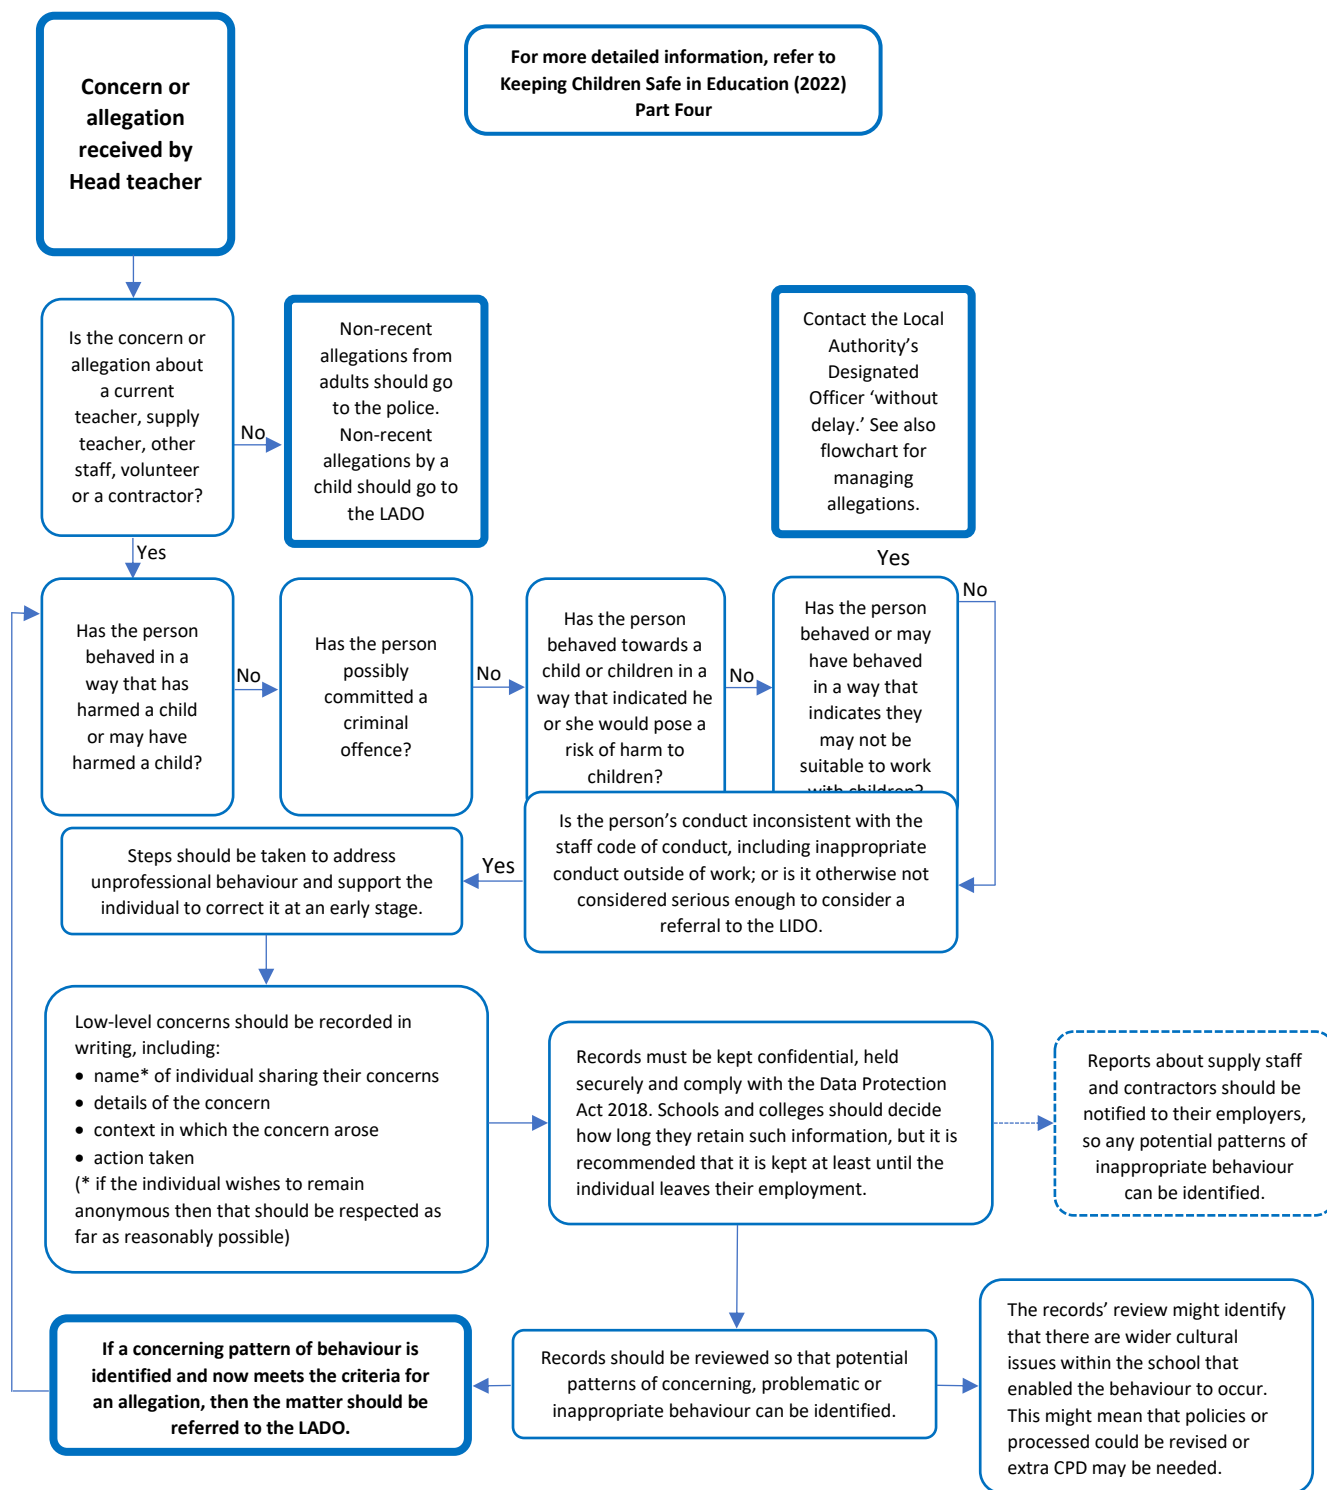 Concern or
allegation
received by
Head teacher
For more detailed information, refer to
Keeping Children Safe in Education (2022)
Part Four
Is the concern or
allegation about
a current
teacher, supply
teacher, other
staff, volunteer
or a contractor?
No
Non-recent
allegations from
adults should go
to the police.
Non-recent
allegations by a
child should go to
the LADO
Contact the Local
Authority’s
Designated
Officer ‘without
delay.’ See also
flowchart for
managing
allegations.
Yes
Yes
Has the person
behaved in a
way that has
harmed a child
or may have
harmed a child?
No
Has the person
possibly
committed a
criminal
offence?
No
Has the person
behaved towards a
child or children in a
way that indicated he
or she would pose a
risk of harm to
children?
No
Has the person
behaved or may
have behaved
in a way that
indicates they
may not be
suitable to work
with children?
No
Is the person’s conduct inconsistent with the
staff code of conduct, including inappropriate
conduct outside of work; or is it otherwise not
considered serious enough to consider a
referral to the LIDO.
Yes
Steps should be taken to address
unprofessional behaviour and support the
individual to correct it at an early stage.
Low-level concerns should be recorded in
writing, including:
• name* of individual sharing their concerns
• details of the concern
• context in which the concern arose
• action taken
(* if the individual wishes to remain
anonymous then that should be respected as
far as reasonably possible)
Records must be kept confidential, held
securely and comply with the Data Protection
Act 2018. Schools and colleges should decide
how long they retain such information, but it is
recommended that it is kept at least until the
individual leaves their employment.
Reports about supply staff
and contractors should be
notified to their employers,
so any potential patterns of
inappropriate behaviour
can be identified.
If a concerning pattern of behaviour is
identified and now meets the criteria for
an allegation, then the matter should be
referred to the LADO.
Records should be reviewed so that potential
patterns of concerning, problematic or
inappropriate behaviour can be identified.
The records’ review might identify
that there are wider cultural
issues within the school that
enabled the behaviour to occur.
This might mean that policies or
processed could be revised or
extra CPD may be needed.